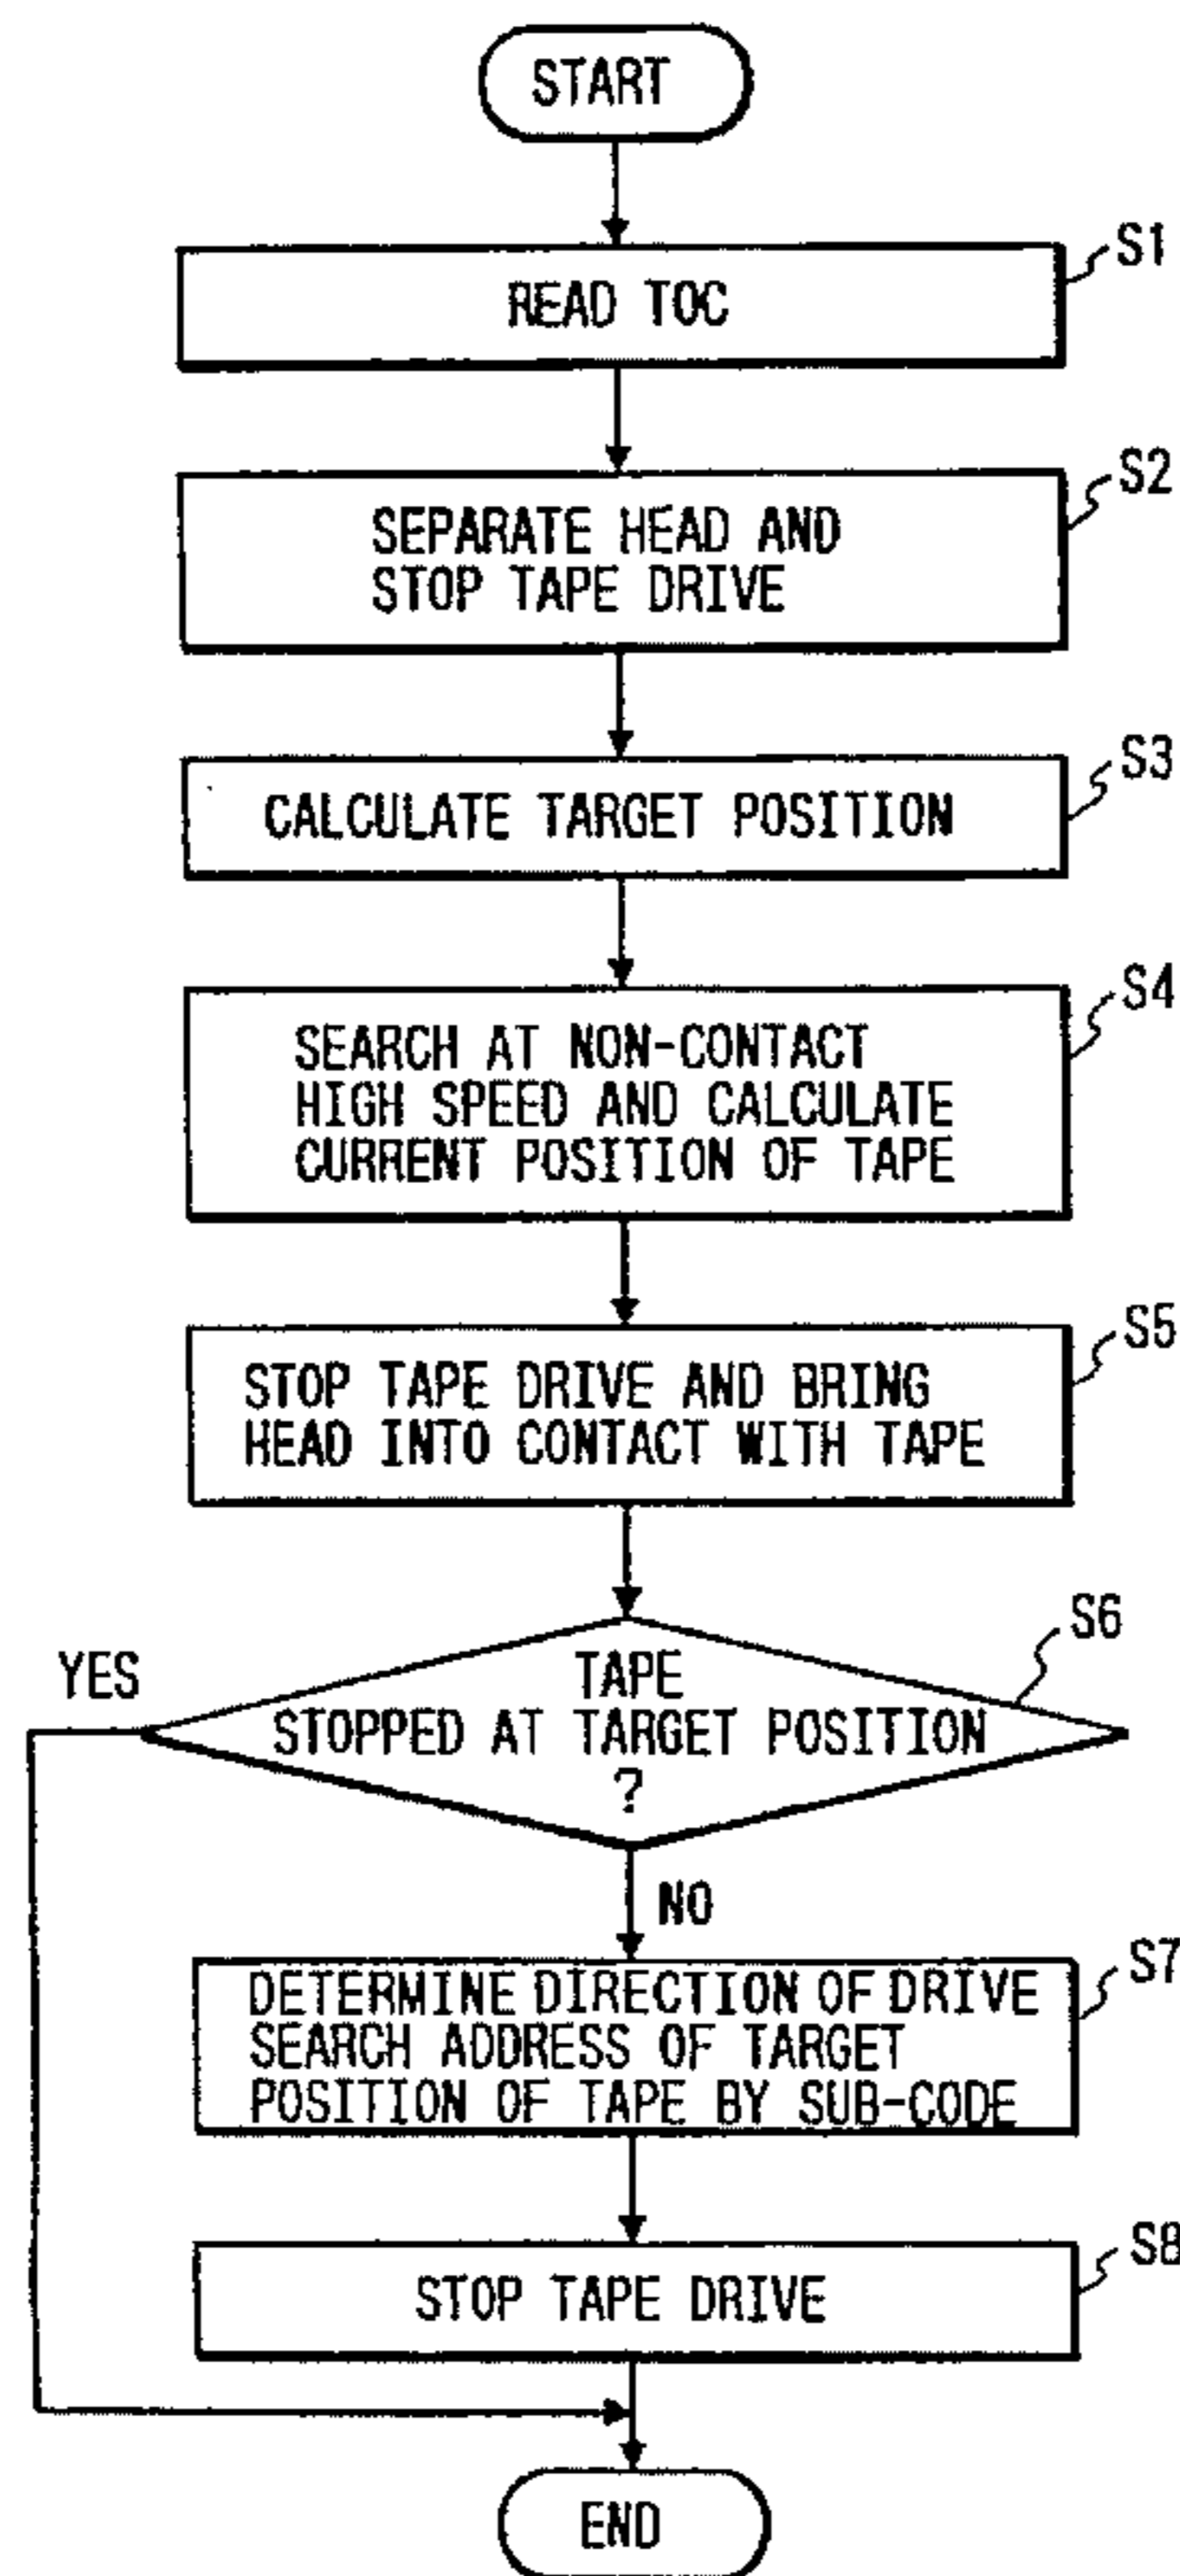 START
S1
READ TOC
S2
SEPARATE HEAD AND
STOP TAPE DRIVE
S3
CALCULATE TARGET POSITION
S4
SEARCH AT NON-CONTACT
HIGH SPEED AND CALCULATE
CURRENT POSITION OF TAPE
S5
STOP TAPE DRIVE AND BRING
HEAD INTO CONTACT WITH TAPE
S6
YES
TAPE
STOPPED AT TARGET POSITION
?
NO
S7
DETERMINE DIRECTION OF DRIVE
SEARCH ADDRESS OF TARGET
POSITION OF TAPE BY SUB-CODE
S8
STOP TAPE DRIVE
END